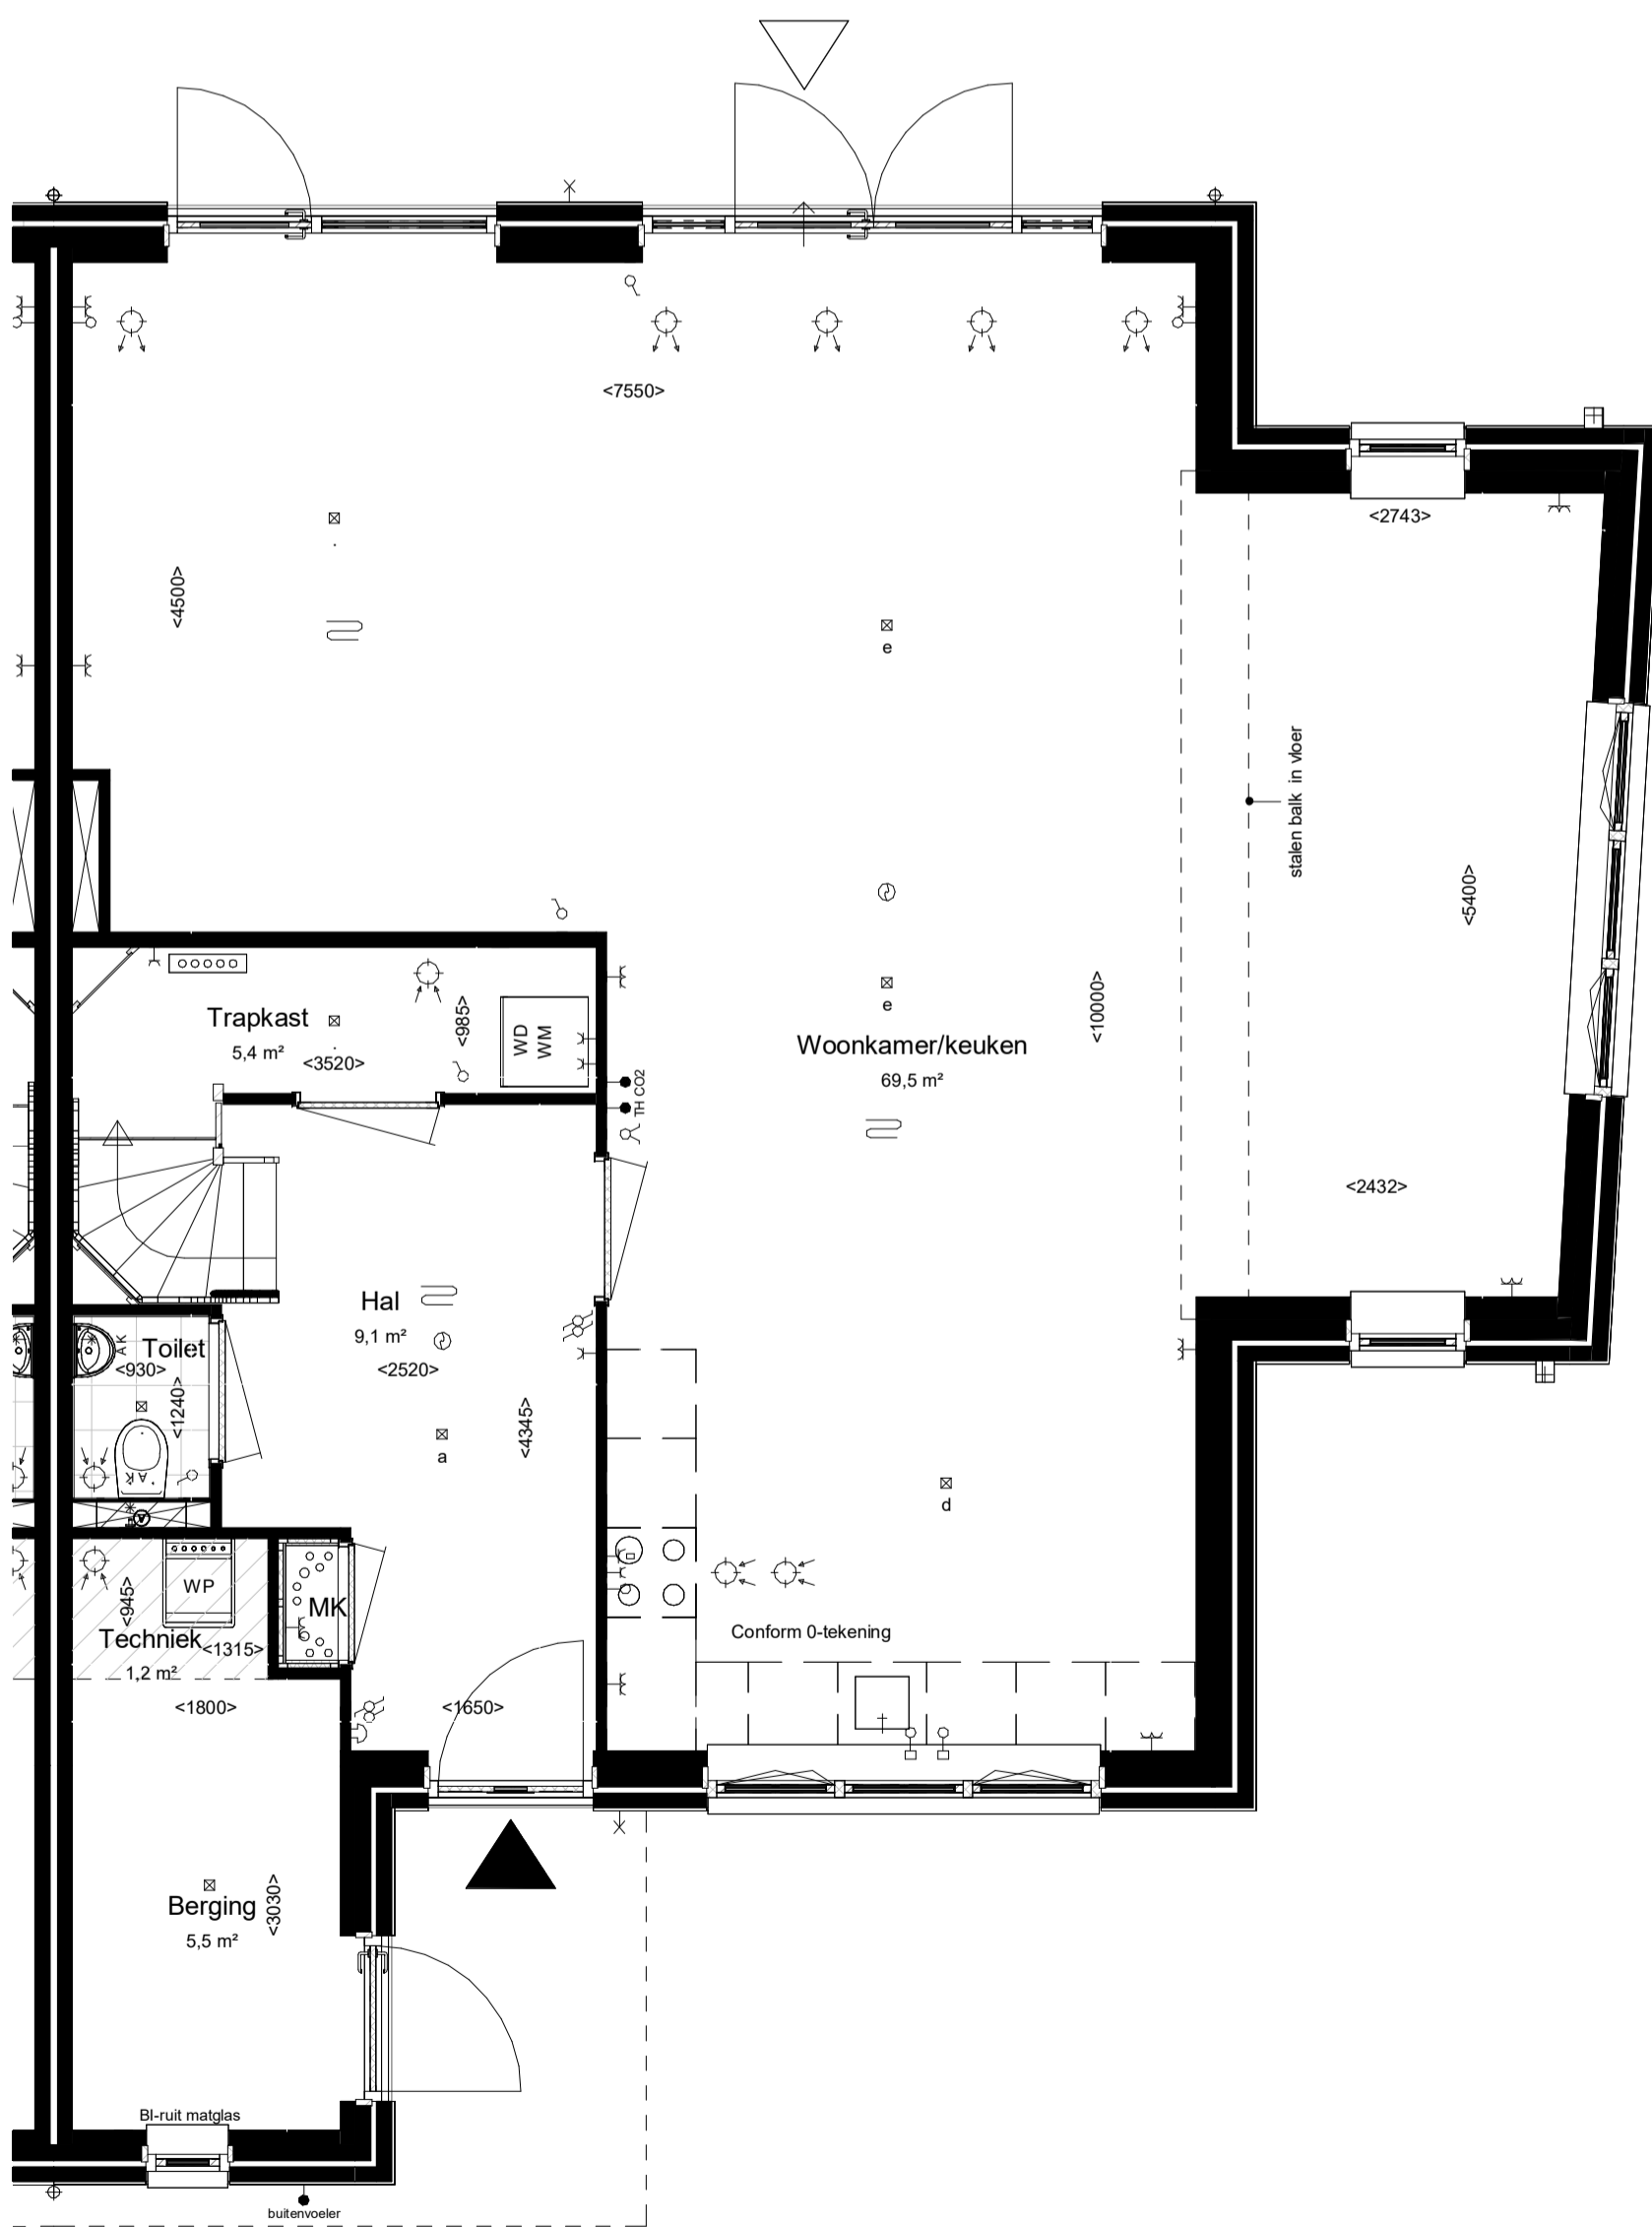 <7550>
<2743>
<4500>
e
stalen balk in vloer
<5400>
Trapkast
5,4 m²
<3520>
<985>
WD
WM
e
<10000>
Woonkamer/keuken
69,5 m²
TH CO2
<2432>
Hal
9,1 m²
<2520>
Toilet
AK
<930>
<1240>
AK
<4345>
a
d
WP
<945>
MK
Techniek
<1315>
1,2 m²
Conform 0-tekening
<1800>
<1650>
Berging
5,5 m²
<3030>
BI-ruit matglas
buitenvoeler